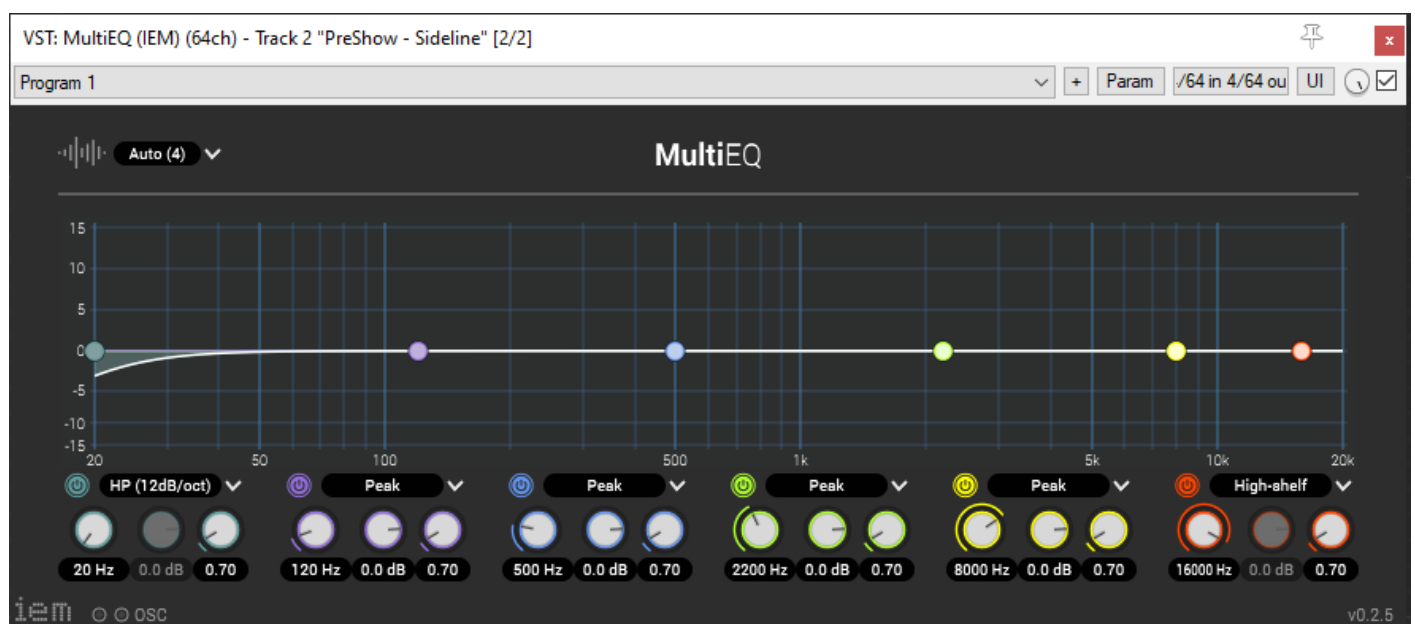 VST: MultiEQ (IEM) (64ch) - Track 2 "PreShow - Sideline" [2/2]
x
Program 1
+ Param /64 in 4/64 ou UI
Auto (4)
MultiEQ
15
10
5
0
-5
-10
-15
20 50 100 500 1k 5k 10k 20k
HP (12dB/oct) Peak Peak Peak Peak High-shelf
20 Hz 0.0 dB 0.70 120 Hz 0.0 dB 0.70 500 Hz 0.0 dB 0.70 2200 Hz 0.0 dB 0.70 8000 Hz 0.0 dB 0.70 16000 Hz 0.0 dB 0.70
iem OSC v0.2.5